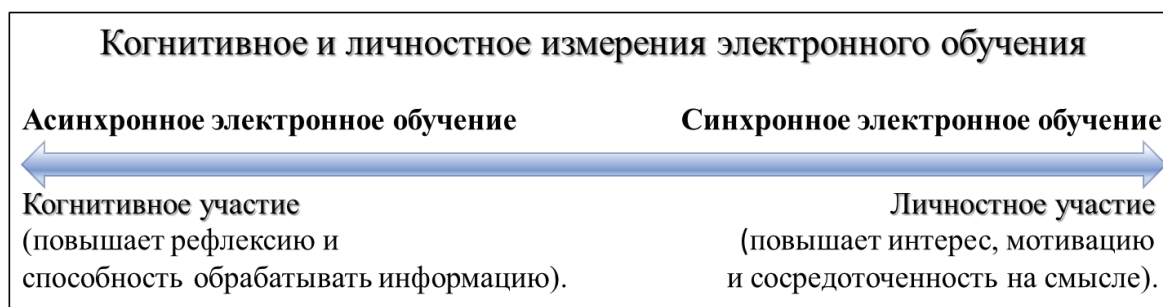 Когнитивное и личностное измерения электронного обучения
Асинхронное электронное обучение
Синхронное электронное обучение
Когнитивное участие
(повышает рефлексию и
способность обрабатывать информацию).
Личностное участие
(повышает интерес, мотивацию
и сосредоточенность на смысле).